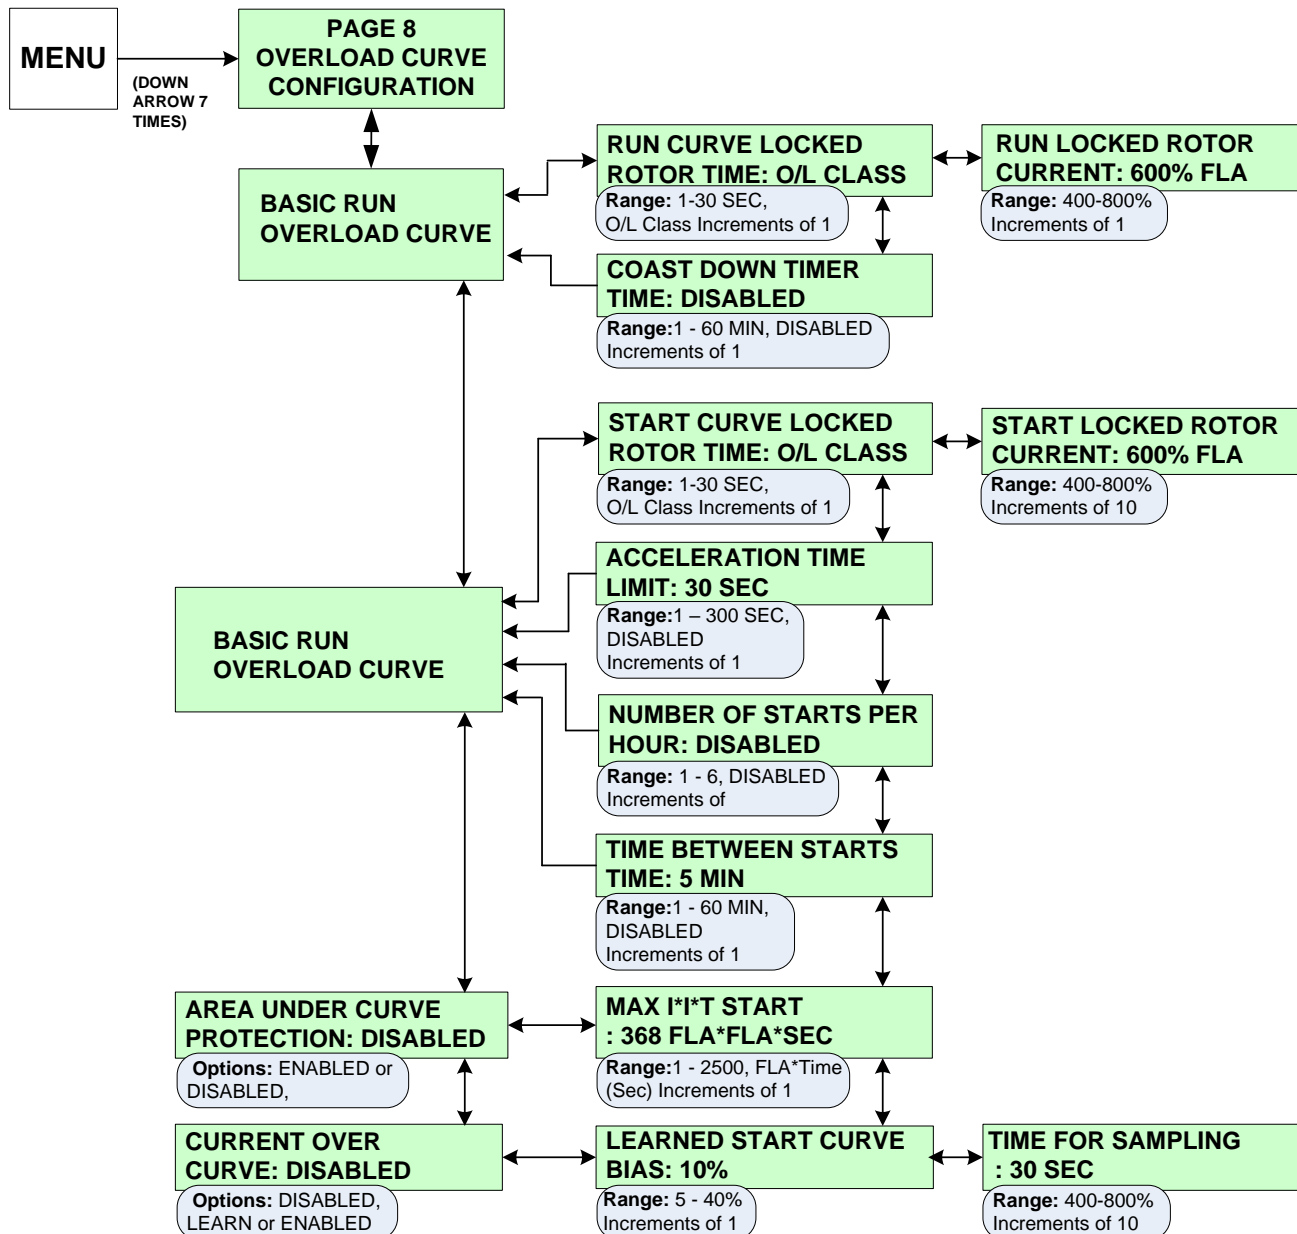 MENU
(DOWN
ARROW 7
TIMES)
PAGE 8
OVERLOAD CURVE
CONFIGURATION
BASIC RUN
OVERLOAD CURVE
RUN CURVE LOCKED
ROTOR TIME: O/L CLASS
Range: 1-30 SEC,
O/L Class Increments of 1
RUN LOCKED ROTOR
CURRENT: 600% FLA
Range: 400-800%
Increments of 1
COAST DOWN TIMER
TIME: DISABLED
Range:1 - 60 MIN, DISABLED
Increments of 1
START CURVE LOCKED
ROTOR TIME: O/L CLASS
Range: 1-30 SEC,
O/L Class Increments of 1
START LOCKED ROTOR
CURRENT: 600% FLA
Range: 400-800%
Increments of 10
ACCELERATION TIME
LIMIT: 30 SEC
Range:1 – 300 SEC,
DISABLED
Increments of 1
BASIC RUN
OVERLOAD CURVE
NUMBER OF STARTS PER
HOUR: DISABLED
Range: 1 - 6, DISABLED
Increments of
TIME BETWEEN STARTS
TIME: 5 MIN
Range:1 - 60 MIN,
DISABLED
Increments of 1
AREA UNDER CURVE
PROTECTION: DISABLED
Options: ENABLED or
DISABLED,
MAX I*I*T START
: 368 FLA*FLA*SEC
Range:1 - 2500, FLA*Time
(Sec) Increments of 1
CURRENT OVER
CURVE: DISABLED
Options: DISABLED,
LEARN or ENABLED
LEARNED START CURVE
BIAS: 10%
Range: 5 - 40%
Increments of 1
TIME FOR SAMPLING
: 30 SEC
Range: 400-800%
Increments of 10